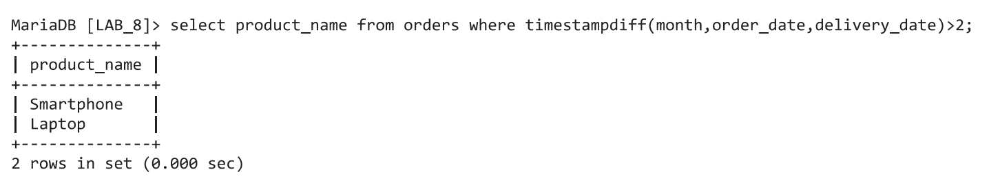 MariaDB [LAB_8]> select product_name from orders where timestampdiff(month,order_date,delivery_date)>2;
+--------------+
| product_name |
+--------------+
| Smartphone   |
| Laptop       |
+--------------+
2 rows in set (0.000 sec)